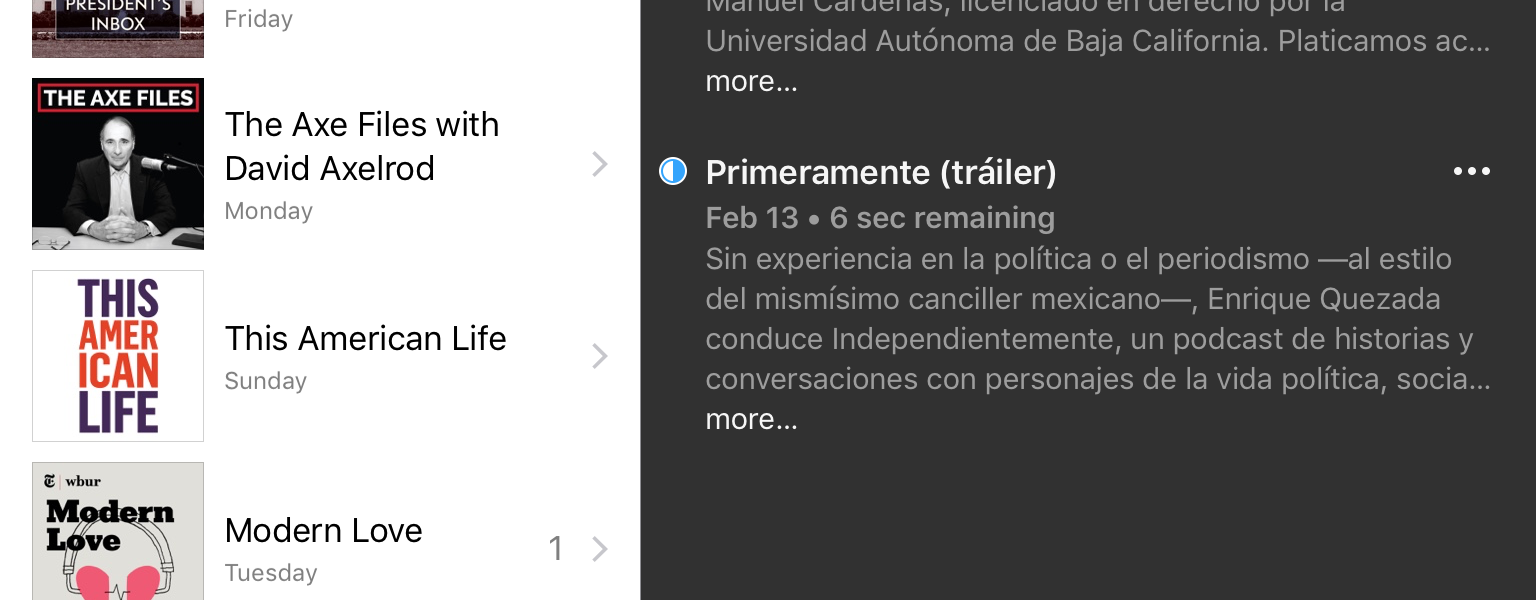 PRESIDENT'S
INBOX
Friday
THE AXE FILES
The Axe Files with
David Axelrod
Monday
THIS
AMER
ICAN
LIFE
This American Life
Sunday
wbur
Modern
Love
Modern Love
1
Tuesday
Manuel Cárdenas, licenciado en derecho por la
Universidad Autónoma de Baja California. Platicamos ac...
more...
Primeramente (tráiler)
Feb 13 • 6 sec remaining
Sin experiencia en la política o el periodismo —al estilo
del mismísimo canciller mexicano—, Enrique Quezada
conduce Independientemente, un podcast de historias y
conversaciones con personajes de la vida política, socia...
more...